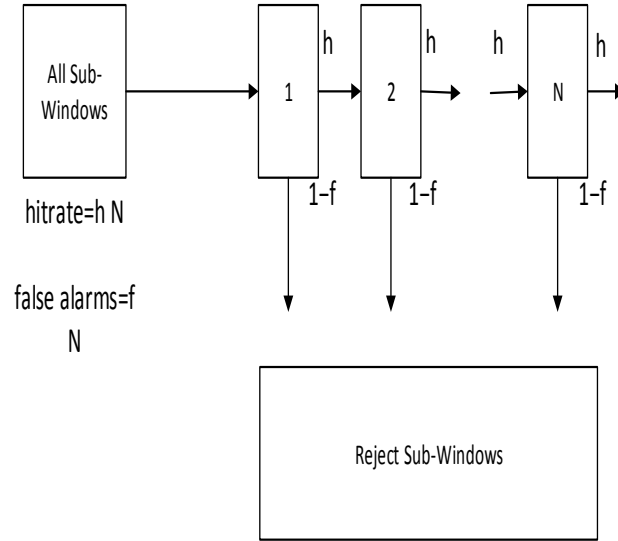 All Sub-
Windows
1
h
2
h
h
N
h
1–f
1–f
1–f
hitrate=h N
false alarms=f
N
Reject Sub-Windows